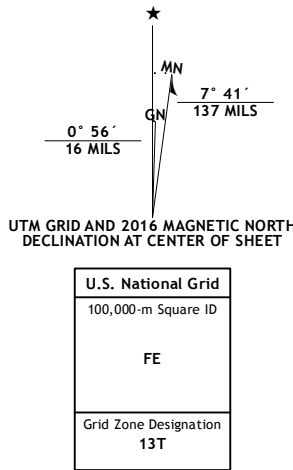 ★
MN
GN
7° 41´
137 MILS
0° 56´
16 MILS
UTM GRID AND 2016 MAGNETIC NORTH
DECLINATION AT CENTER OF SHEET
U.S. National Grid
100,000-m Square ID
FE
Grid Zone Designation
13T